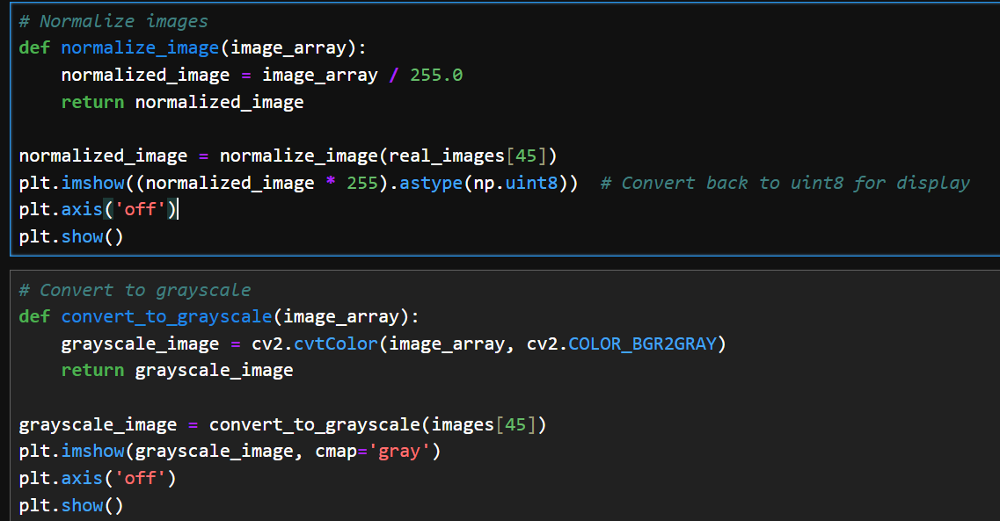 # Normalize images
def normalize_image(image_array):
    normalized_image = image_array / 255.0
    return normalized_image

normalized_image = normalize_image(real_images[45])
plt.imshow((normalized_image * 255).astype(np.uint8))  # Convert back to uint8 for display
plt.axis('off')
plt.show()

# Convert to grayscale
def convert_to_grayscale(image_array):
    grayscale_image = cv2.cvtColor(image_array, cv2.COLOR_BGR2GRAY)
    return grayscale_image

grayscale_image = convert_to_grayscale(images[45])
plt.imshow(grayscale_image, cmap='gray')
plt.axis('off')
plt.show()